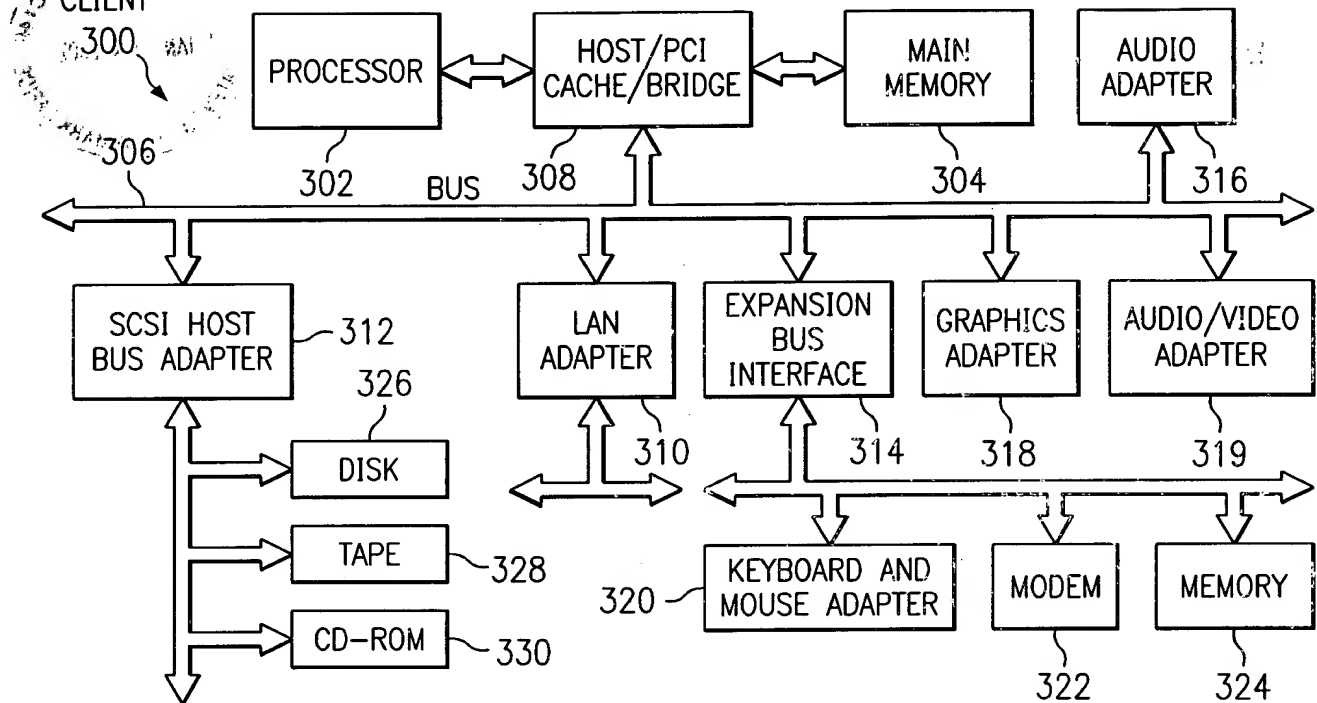 CLIENT
300
PROCESSOR
HOST/PCI
CACHE/BRIDGE
MAIN
MEMORY
AUDIO
ADAPTER
306
302
BUS
308
304
316
SCSI HOST
BUS ADAPTER
312
LAN
ADAPTER
EXPANSION
BUS
INTERFACE
GRAPHICS
ADAPTER
AUDIO/VIDEO
ADAPTER
326
310
314
318
319
DISK
TAPE
328
CD-ROM
330
320
KEYBOARD AND
MOUSE ADAPTER
MODEM
MEMORY
322
324